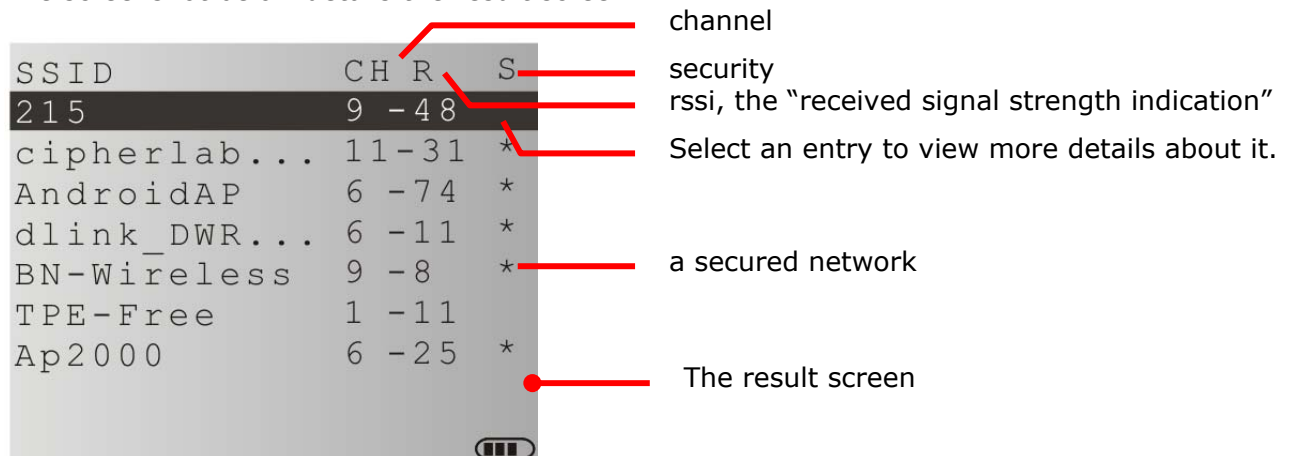 channel
SSID CH R S
security
215 9 -48
rssi, the “received signal strength indication”
cipherlab... 11-31 *
Select an entry to view more details about it.
AndroidAP 6 -74 *
dlink_DWR... 6 -11 *
BN-Wireless 9 -8 *
a secured network
TPE-Free 1 -11
Ap2000 6 -25 *
The result screen